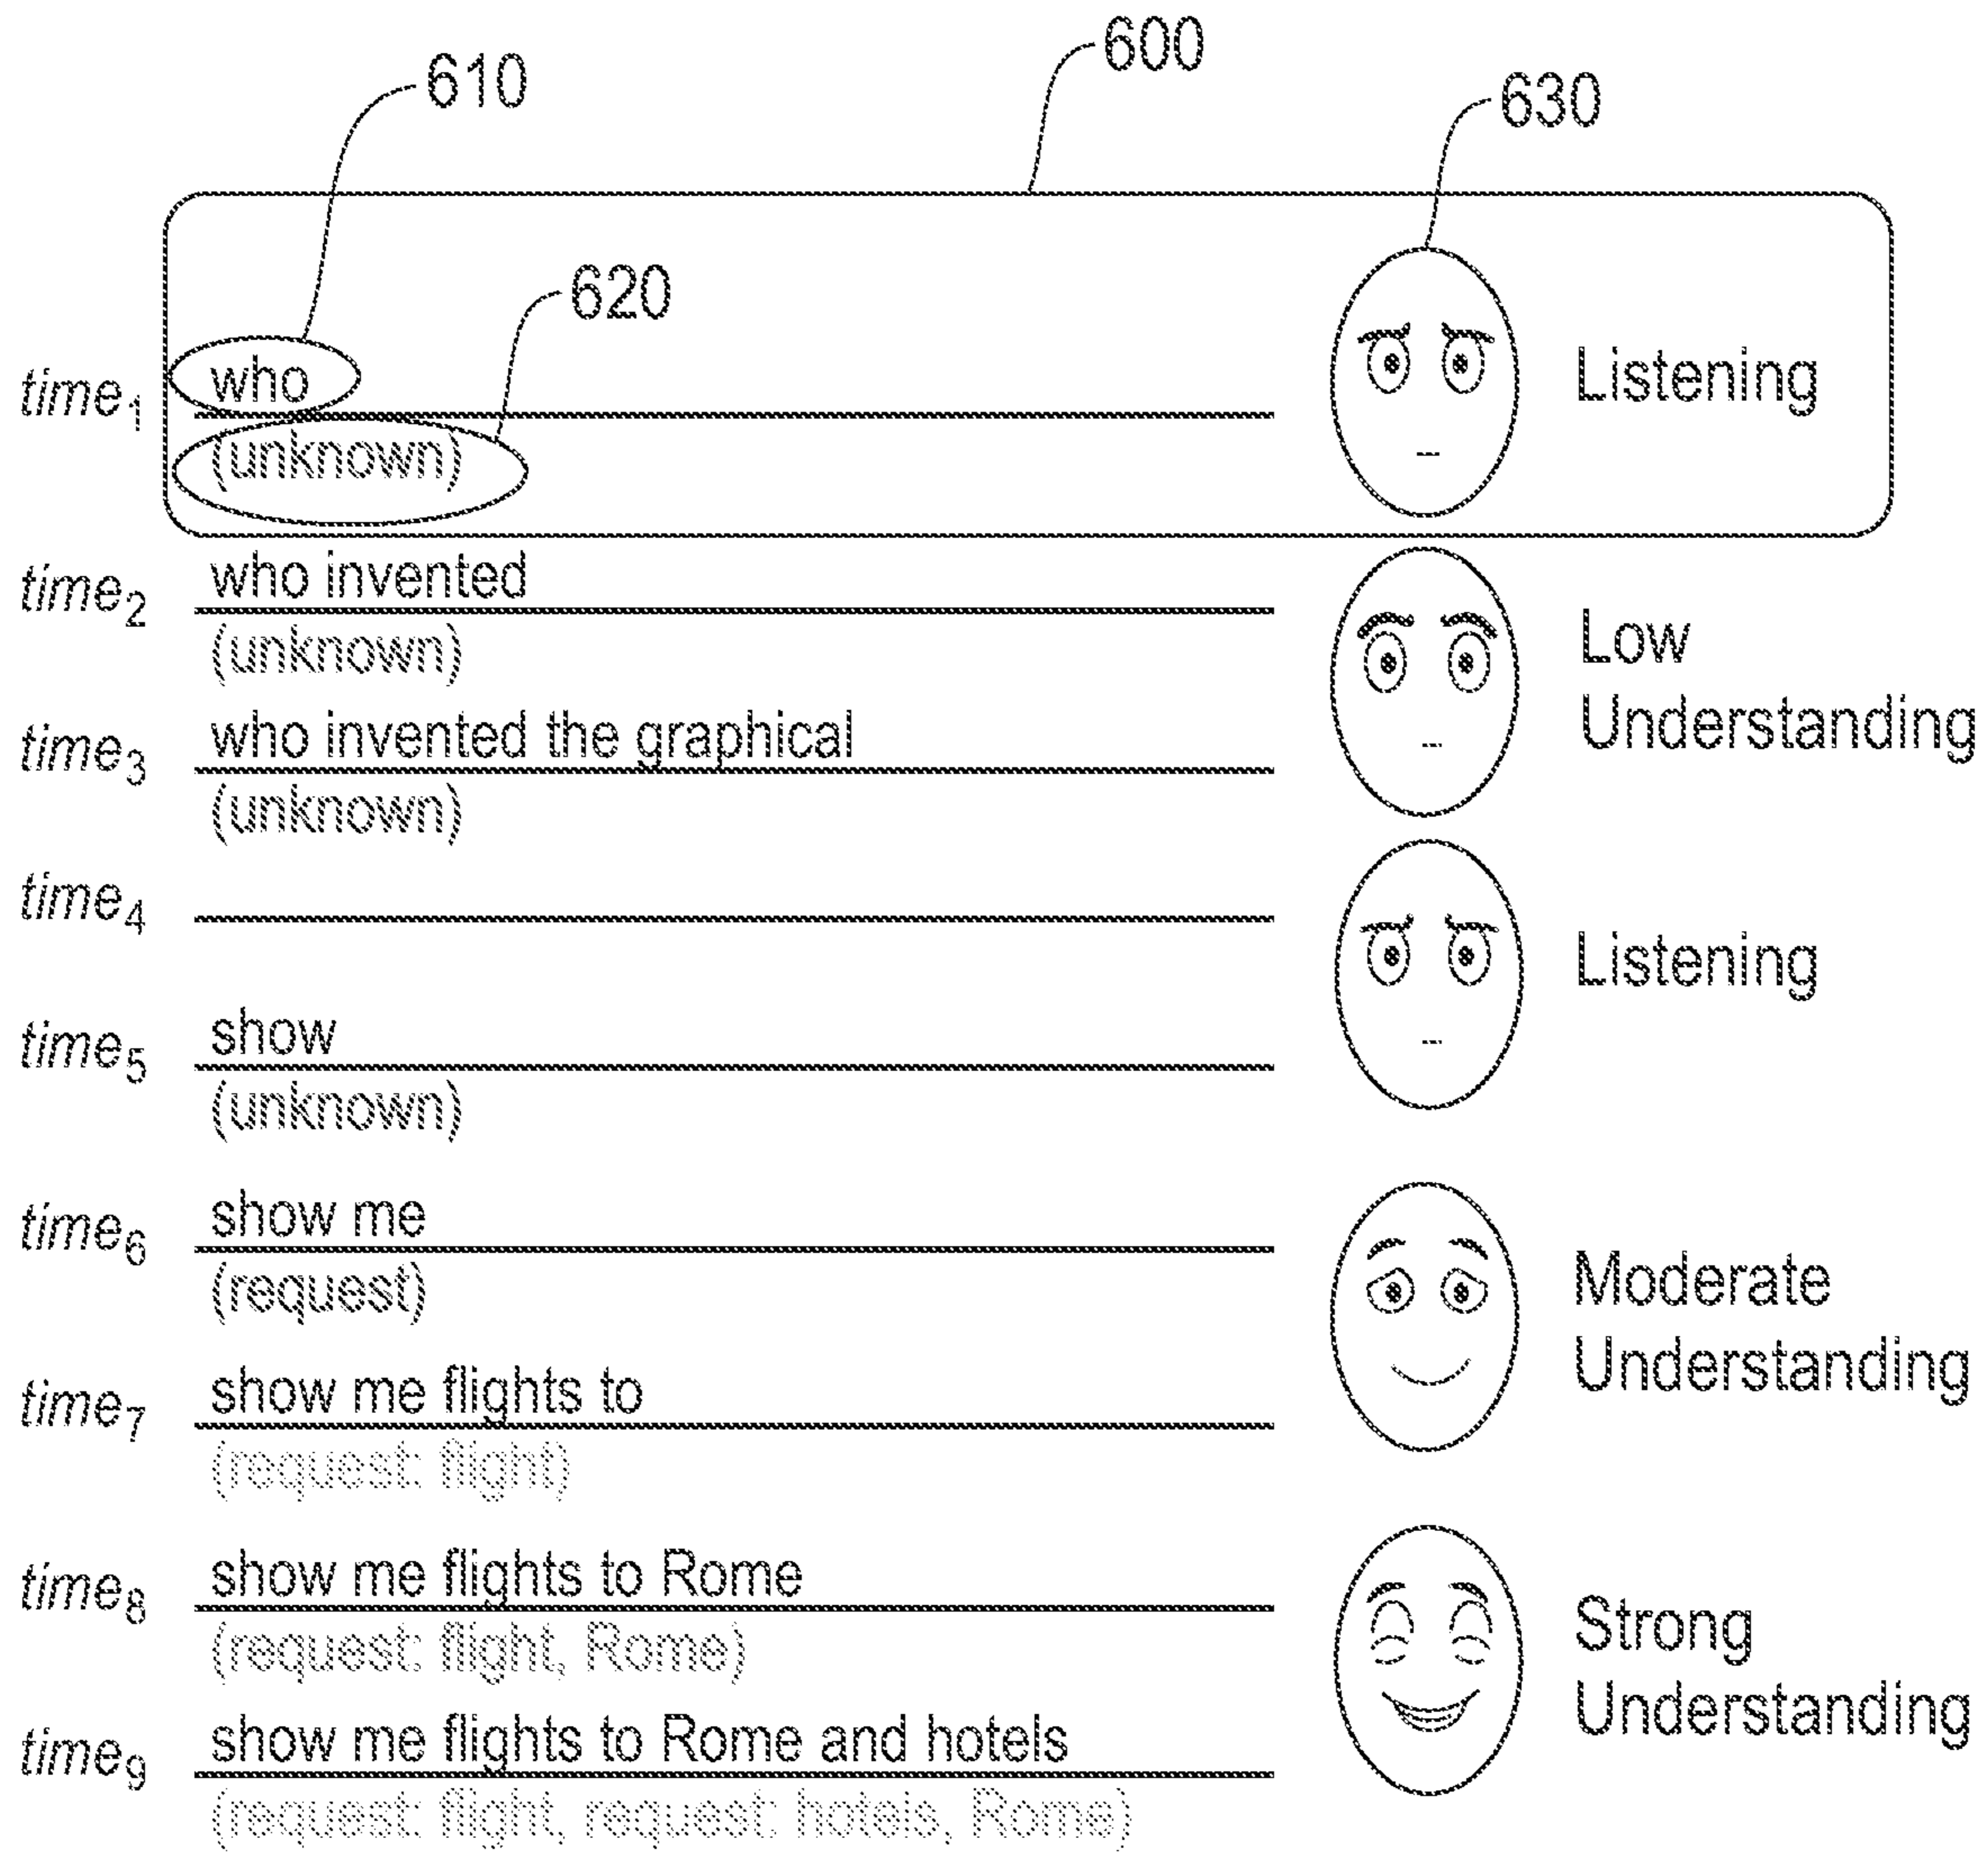 600
610
630
620
time1 who Listening
(unknown)
time2 who invented
(unknown)
Low
Understanding
time3 who invented the graphical
(unknown)
time4
Listening
time5 show
(unknown)
time6 show me
(request)
Moderate
Understanding
time7 show me flights to
(request: flight)
time8 show me flights to Rome
(request: flight, Rome)
Strong
Understanding
time9 show me flights to Rome and hotels
(request: flight, request: hotels, Rome)